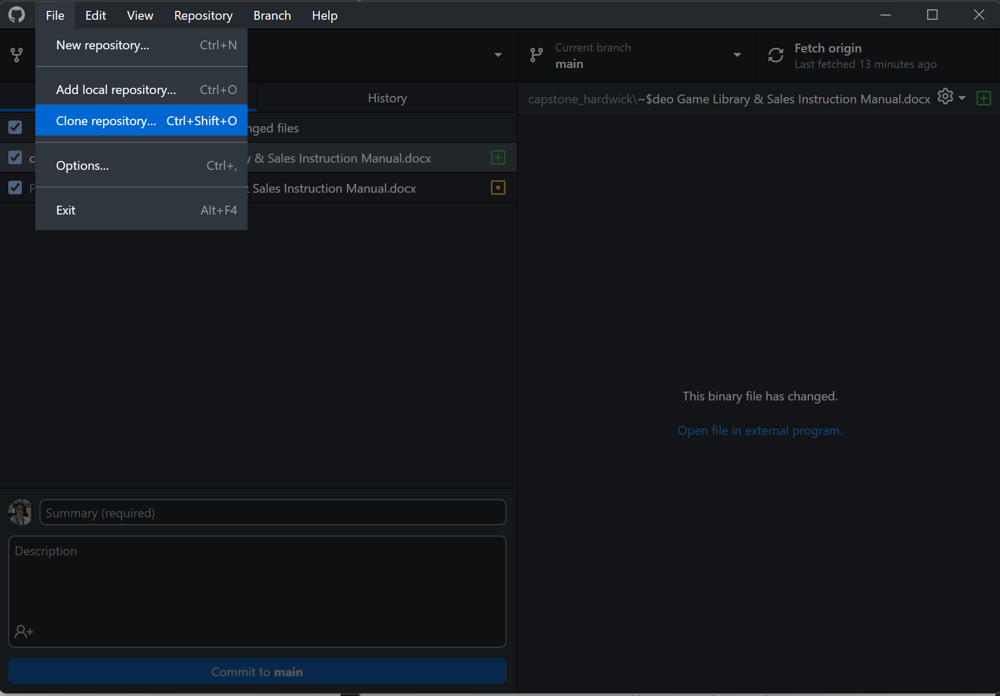 File Edit View Repository Branch Help
New repository... Ctrl+N
Add local repository... Ctrl+O
Clone repository... Ctrl+Shift+O
Options... Ctrl+,
Exit Alt+F4
Current branch
main
Fetch origin
Last fetched 13 minutes ago
History
capstone_hardwick\~$deo Game Library & Sales Instruction Manual.docx
files
& Sales Instruction Manual.docx
Sales Instruction Manual.docx
This binary file has changed.
Open file in external program.
Summary (required)
Description
Commit to main